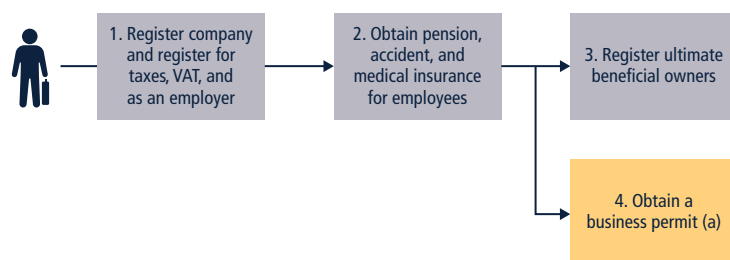 1. Register company
and register for
taxes, VAT, and
as an employer
2. Obtain pension,
accident, and
medical insurance
for employees
3. Register ultimate
beneficial owners
4. Obtain a
business permit (a)